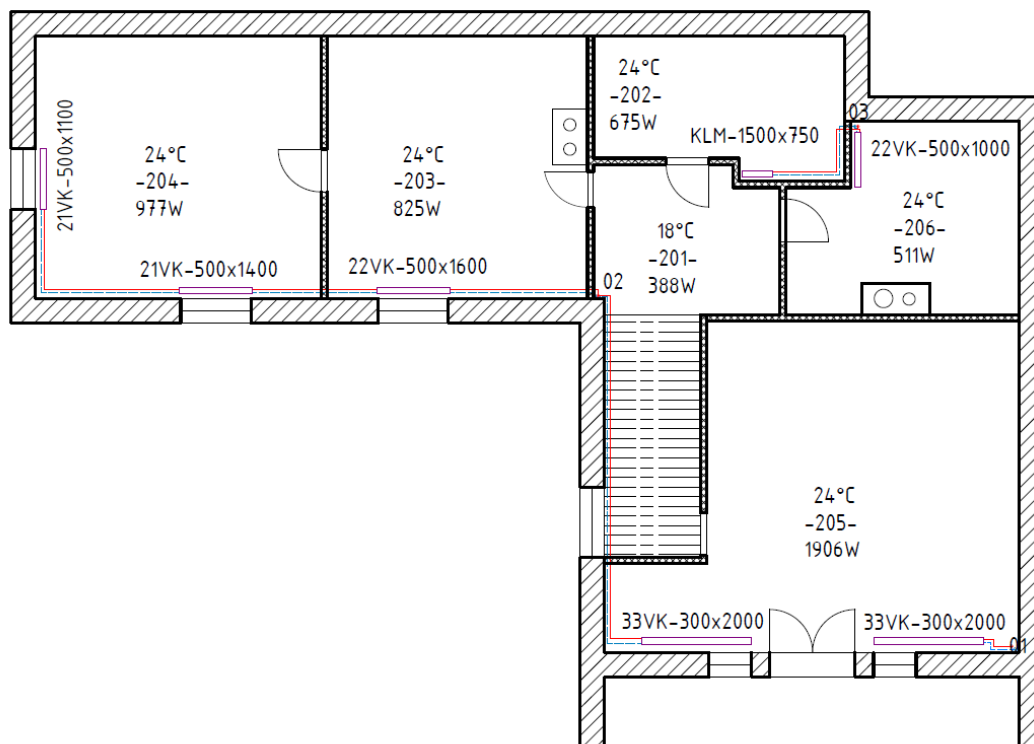 24°C
-202-
675W
KLM-1500x750
03
22VK-500x1000
21VK-500x1100
24°C
-204-
977W
24°C
-203-
825W
24°C
-206-
511W
18°C
-201-
388W
21VK-500x1400
22VK-500x1600
02
24°C
-205-
1906W
33VK-300x2000
33VK-300x2000
01